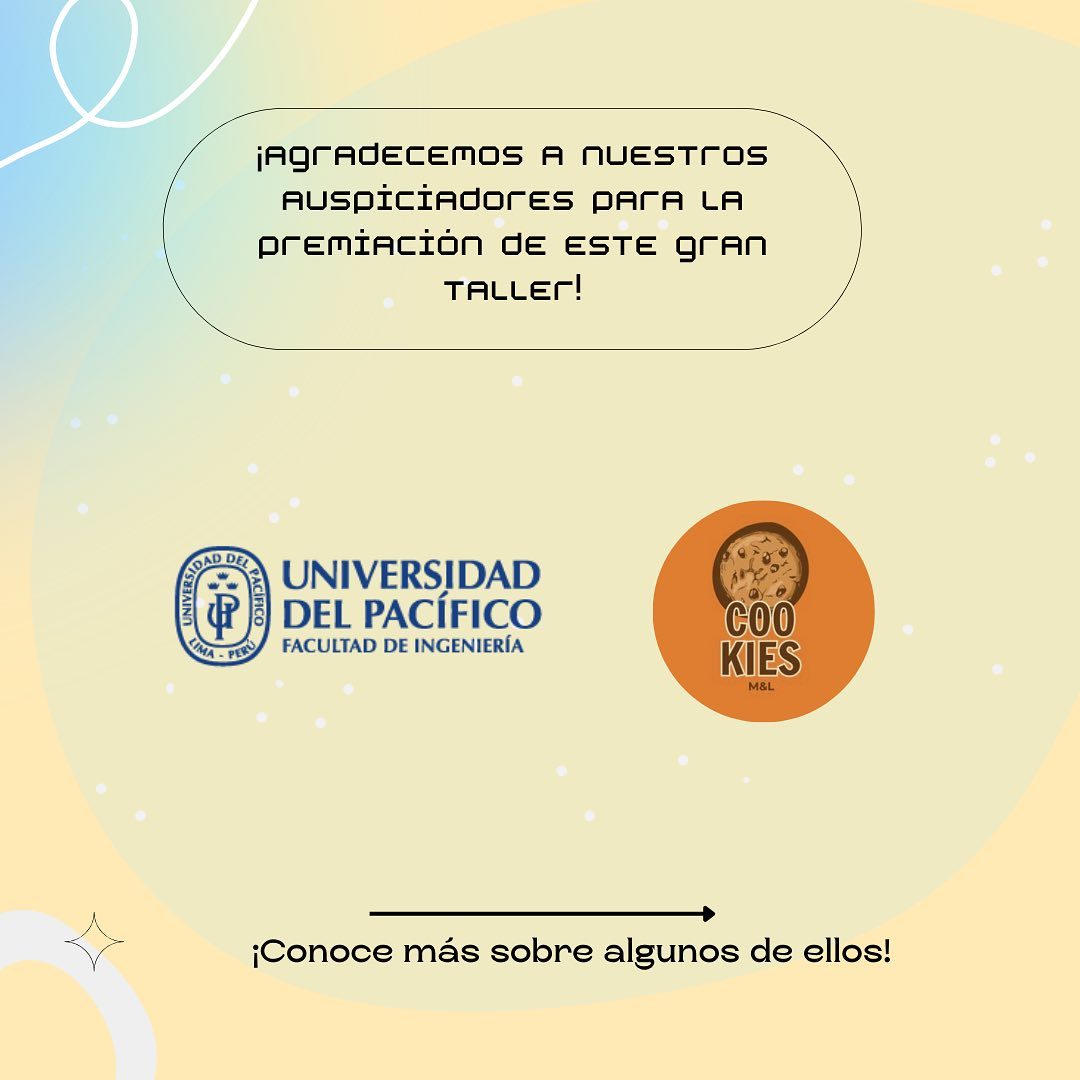 ¡Agradecemos a nuestros
auspiciadores para la
premiación de este gran
taller!
UNIVERSIDAD DEL PACÍFICO
LIMA - PERÚ
UP
UNIVERSIDAD
DEL PACÍFICO
FACULTAD DE INGENIERÍA
COO
KIES
M&L
¡Conoce más sobre algunos de ellos!